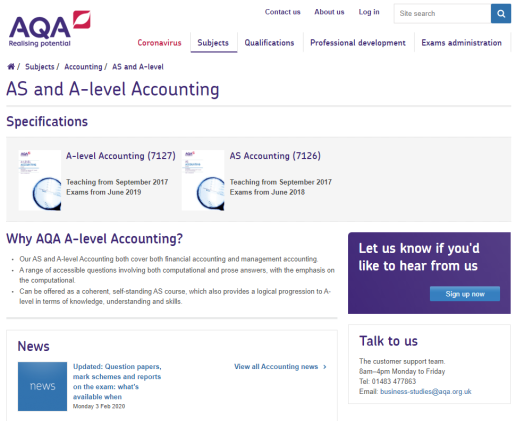 Contact us About us Log in Site search
AQA
Realising potential
Coronavirus Subjects Qualifications Professional development Exams administration
/ Subjects / Accounting / AS and A-level
AS and A-level Accounting
Specifications
A-level Accounting (7127)
Teaching from September 2017
Exams from June 2019
AS Accounting (7126)
Teaching from September 2017
Exams from June 2018
Why AQA A-level Accounting?
Our AS and A-level Accounting both cover both financial accounting and management accounting.
A range of accessible questions involving both computational and prose answers, with the emphasis on
the computational.
Can be offered as a coherent, self-standing AS course, which also provides a logical progression to A-
level in terms of knowledge, understanding and skills.
Let us know if you'd
like to hear from us
Sign up now
News
news
Updated: Question papers,
mark schemes and reports
on the exam: what's
available when
Monday 3 Feb 2020
View all Accounting news >
Talk to us
The customer support team.
8am–4pm Monday to Friday
Tel: 01483 477863
Email: business-studies@aqa.org.uk